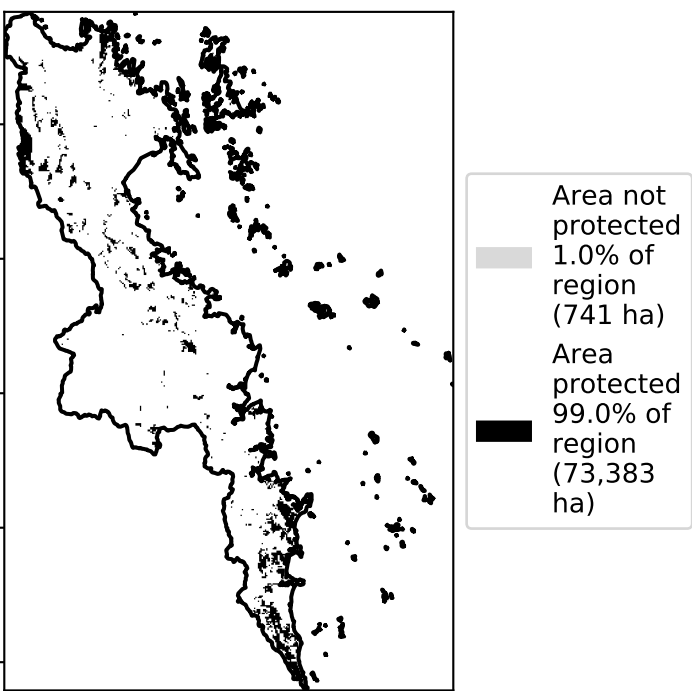 Area not
protected
1.0% of
region
(741 ha)
Area
protected
99.0% of
region
(73,383
ha)